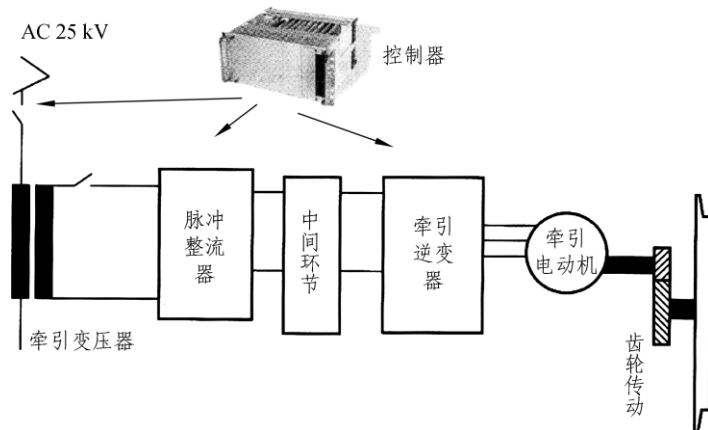 AC 25 kV
控制器
脉冲
整流
器
中
间
环
节
牵引
逆变
器
牵引
电动机
牵引变压器
齿
轮
传
动